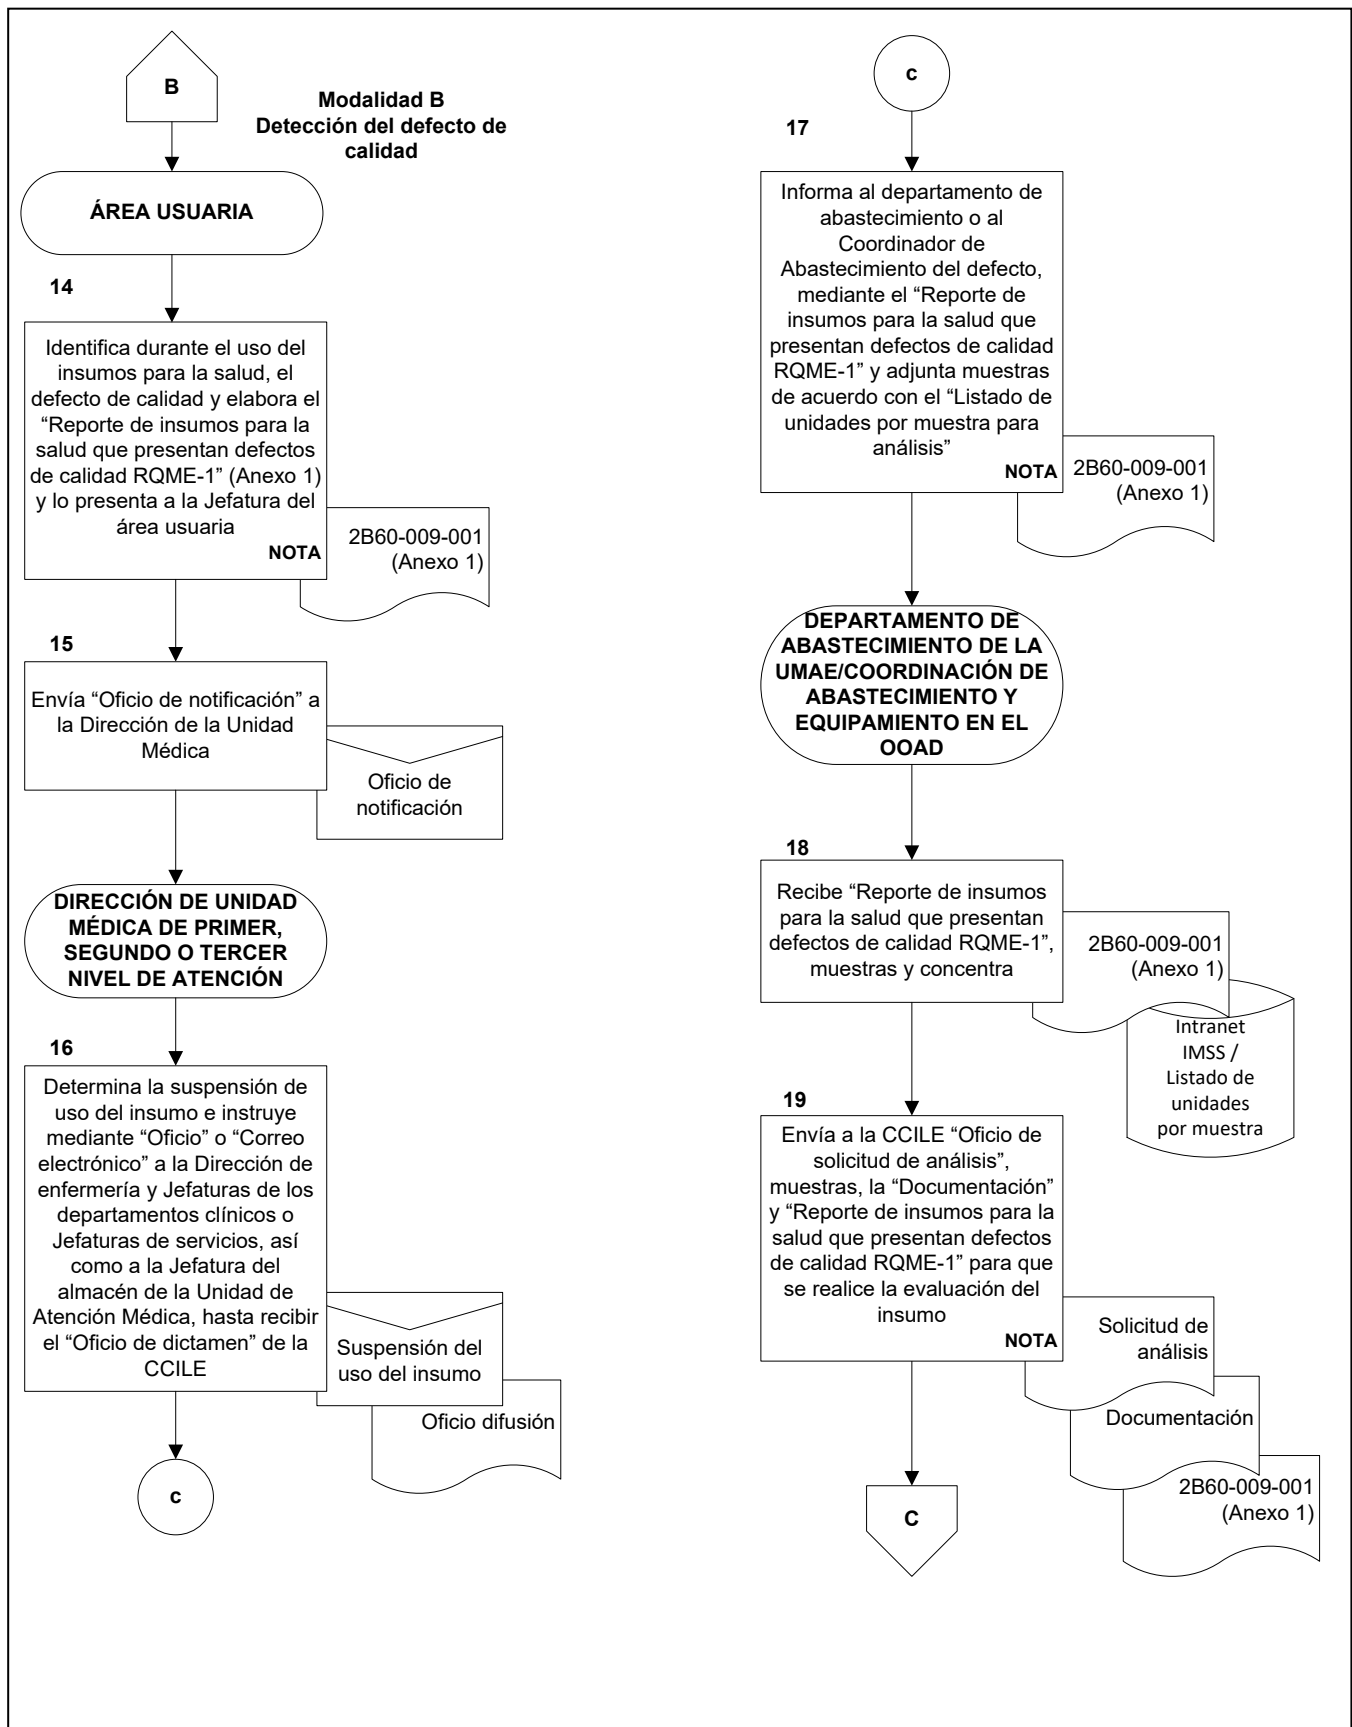 B
Modalidad B
Detección del defecto de
calidad
ÁREA USUARIA
14
Identifica durante el uso del
insumos para la salud, el
defecto de calidad y elabora el
“Reporte de insumos para la
salud que presentan defectos
de calidad RQME-1” (Anexo 1)
y lo presenta a la Jefatura del
área usuaria
NOTA
2B60-009-001
(Anexo 1)
15
Envía “Oficio de notificación” a
la Dirección de la Unidad
Médica
Oficio de
notificación
DIRECCIÓN DE UNIDAD
MÉDICA DE PRIMER,
SEGUNDO O TERCER
NIVEL DE ATENCIÓN
16
Determina la suspensión de
uso del insumo e instruye
mediante “Oficio” o “Correo
electrónico” a la Dirección de
enfermería y Jefaturas de los
departamentos clínicos o
Jefaturas de servicios, así
como a la Jefatura del
almacén de la Unidad de
Atención Médica, hasta recibir
el “Oficio de dictamen” de la
CCILE
Suspensión del
uso del insumo
Oficio difusión
c
c
17
Informa al departamento de
abastecimiento o al
Coordinador de
Abastecimiento del defecto,
mediante el “Reporte de
insumos para la salud que
presentan defectos de calidad
RQME-1” y adjunta muestras
de acuerdo con el “Listado de
unidades por muestra para
análisis”
NOTA
2B60-009-001
(Anexo 1)
DEPARTAMENTO DE
ABASTECIMIENTO DE LA
UMAE/COORDINACIÓN DE
ABASTECIMIENTO Y
EQUIPAMIENTO EN EL
OOAD
18
Recibe “Reporte de insumos
para la salud que presentan
defectos de calidad RQME-1”,
muestras y concentra
2B60-009-001
(Anexo 1)
Intranet
IMSS /
Listado de
unidades
por muestra
19
Envía a la CCILE “Oficio de
solicitud de análisis”,
muestras, la “Documentación”
y “Reporte de insumos para la
salud que presentan defectos
de calidad RQME-1” para que
se realice la evaluación del
insumo
NOTA
Solicitud de
análisis
Documentación
2B60-009-001
(Anexo 1)
C